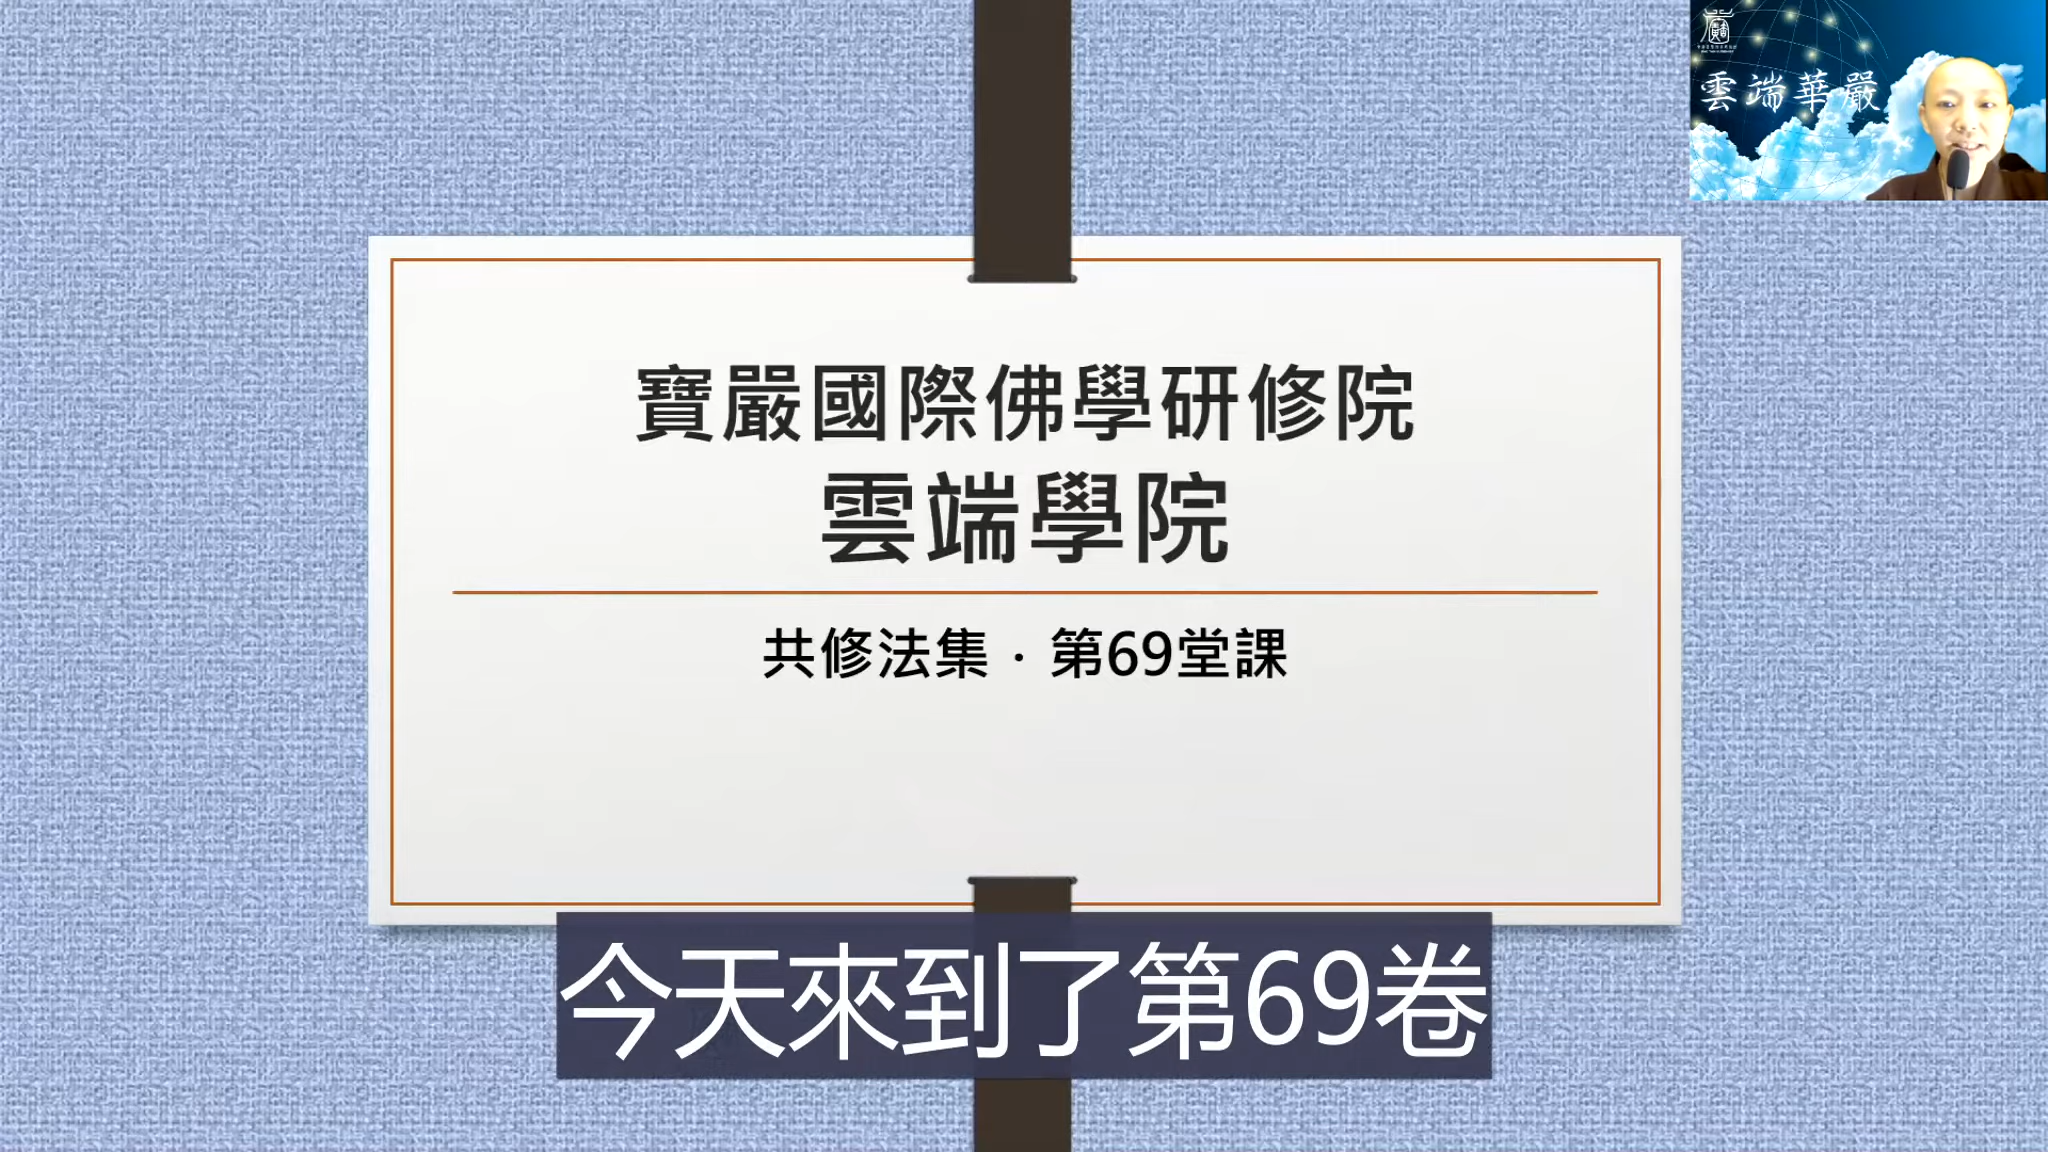 雲端華嚴
寶嚴國際佛學研修院
雲端學院
共修法集．第69堂課
今天來到了第69卷